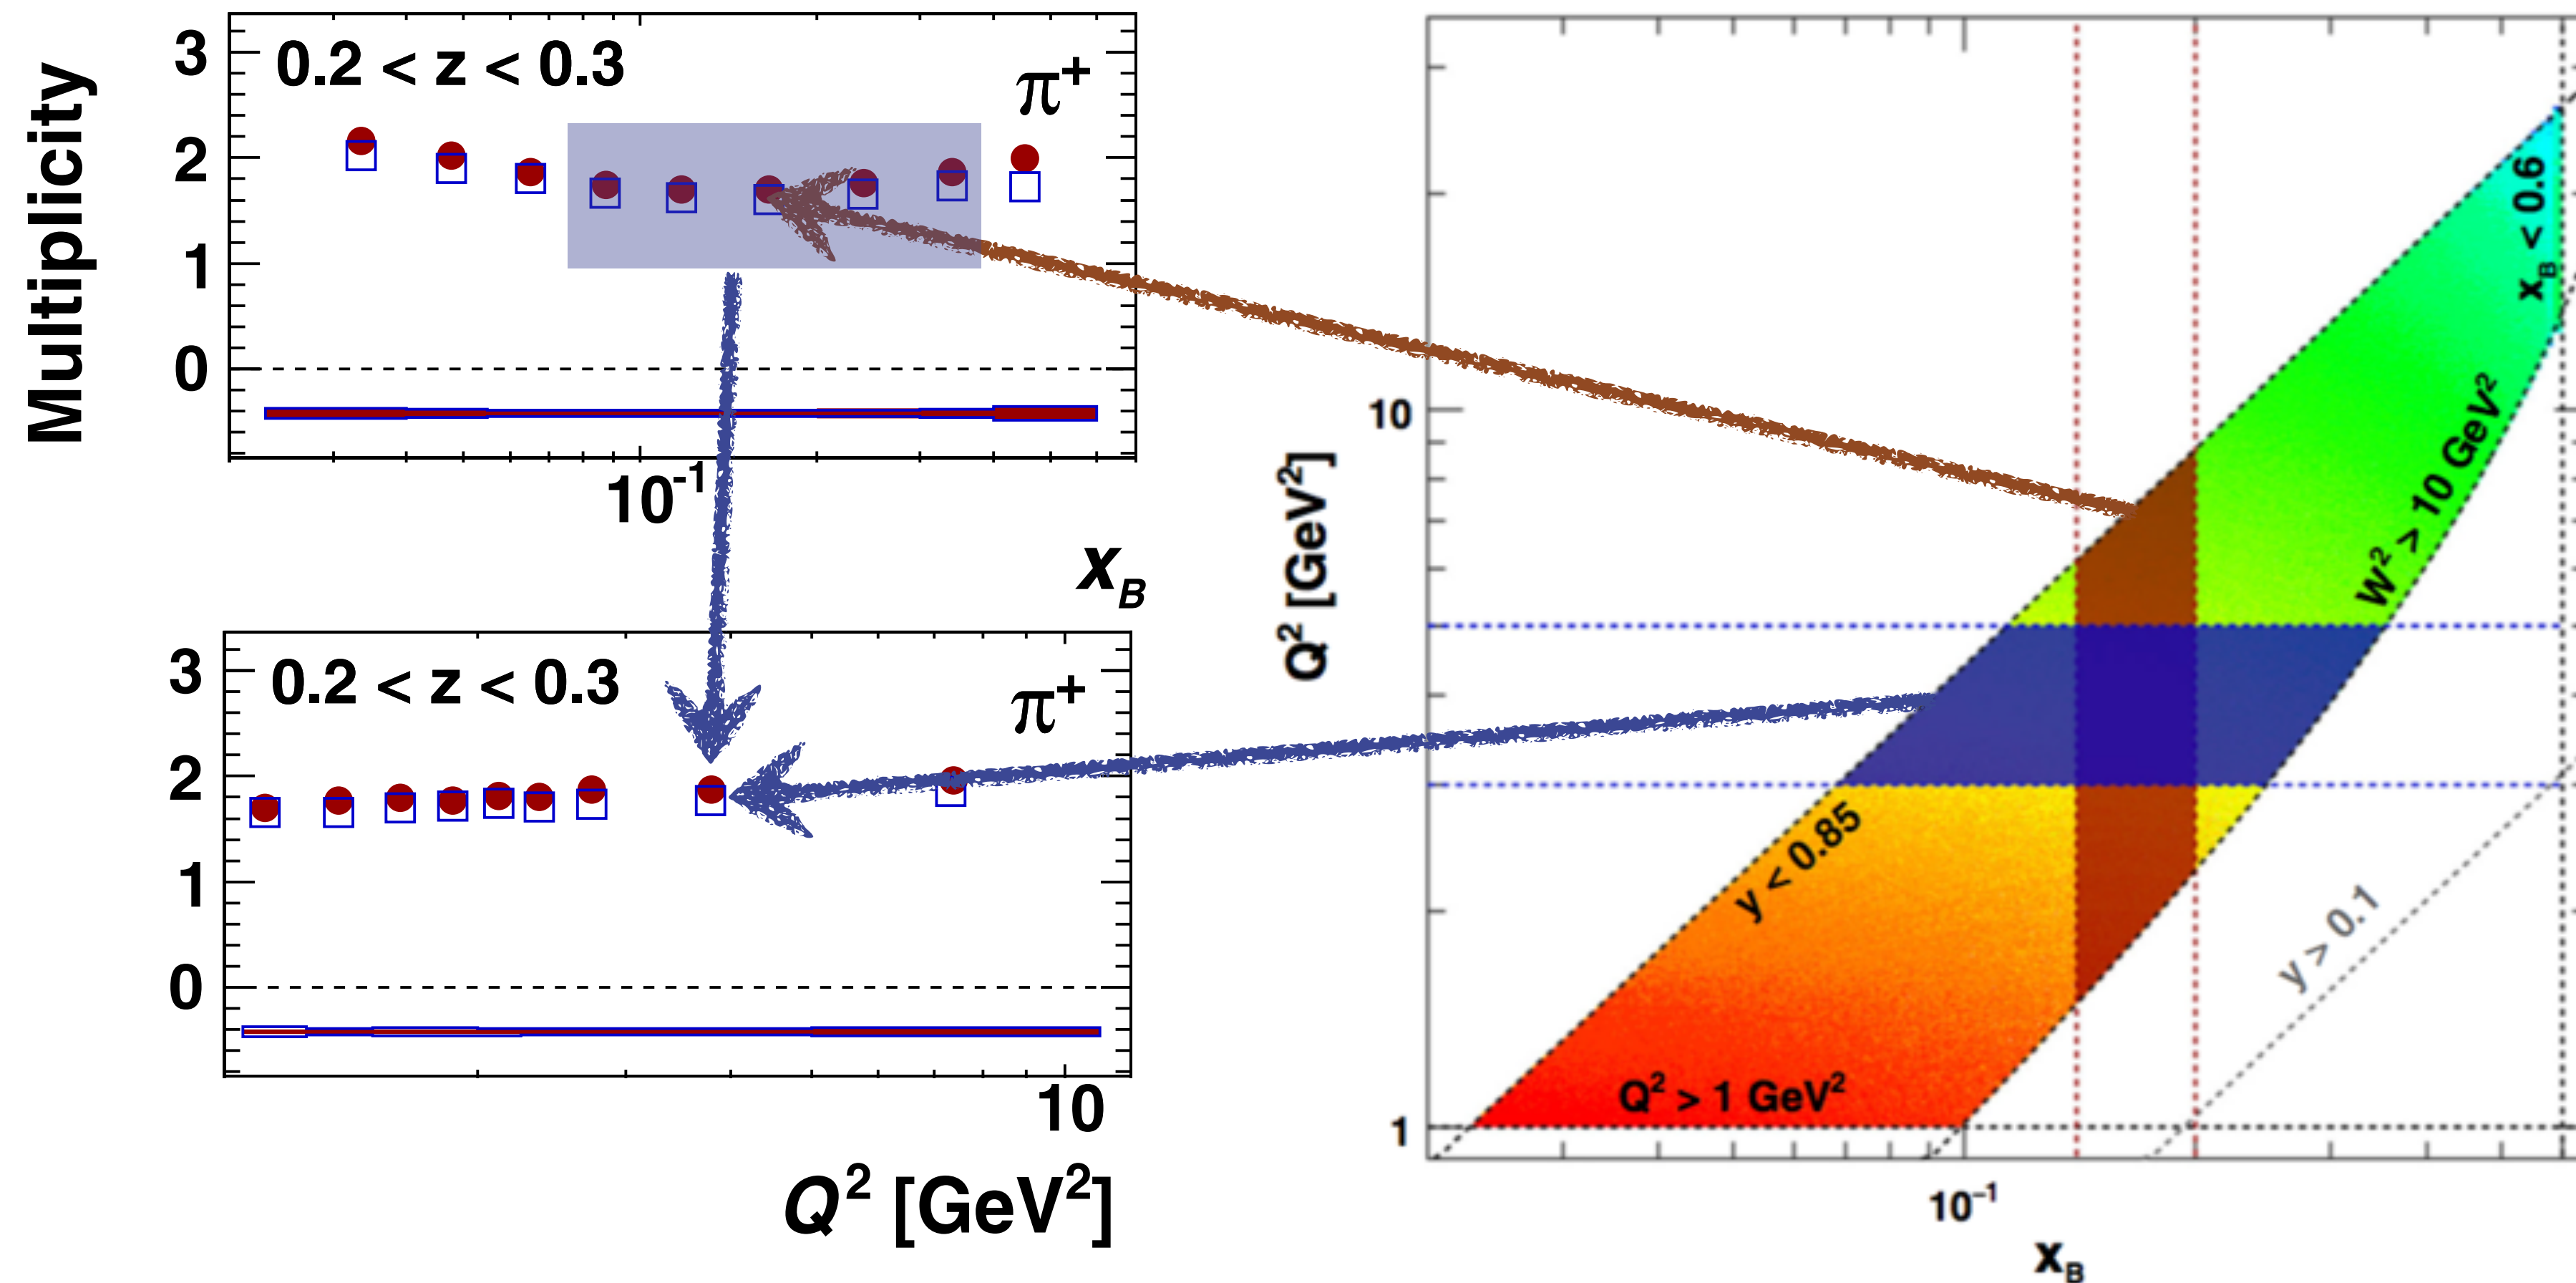 Multiplicity
3
0.2 < z < 0.3
π+
2
1
0
10-1
xB
3
0.2 < z < 0.3
π+
2
1
0
10
Q2 [GeV2]
Q2 [GeV2]
10
1
xB < 0.6
W2 > 10 GeV2
y < 0.85
y > 0.1
Q2 > 1 GeV2
10−1
xB